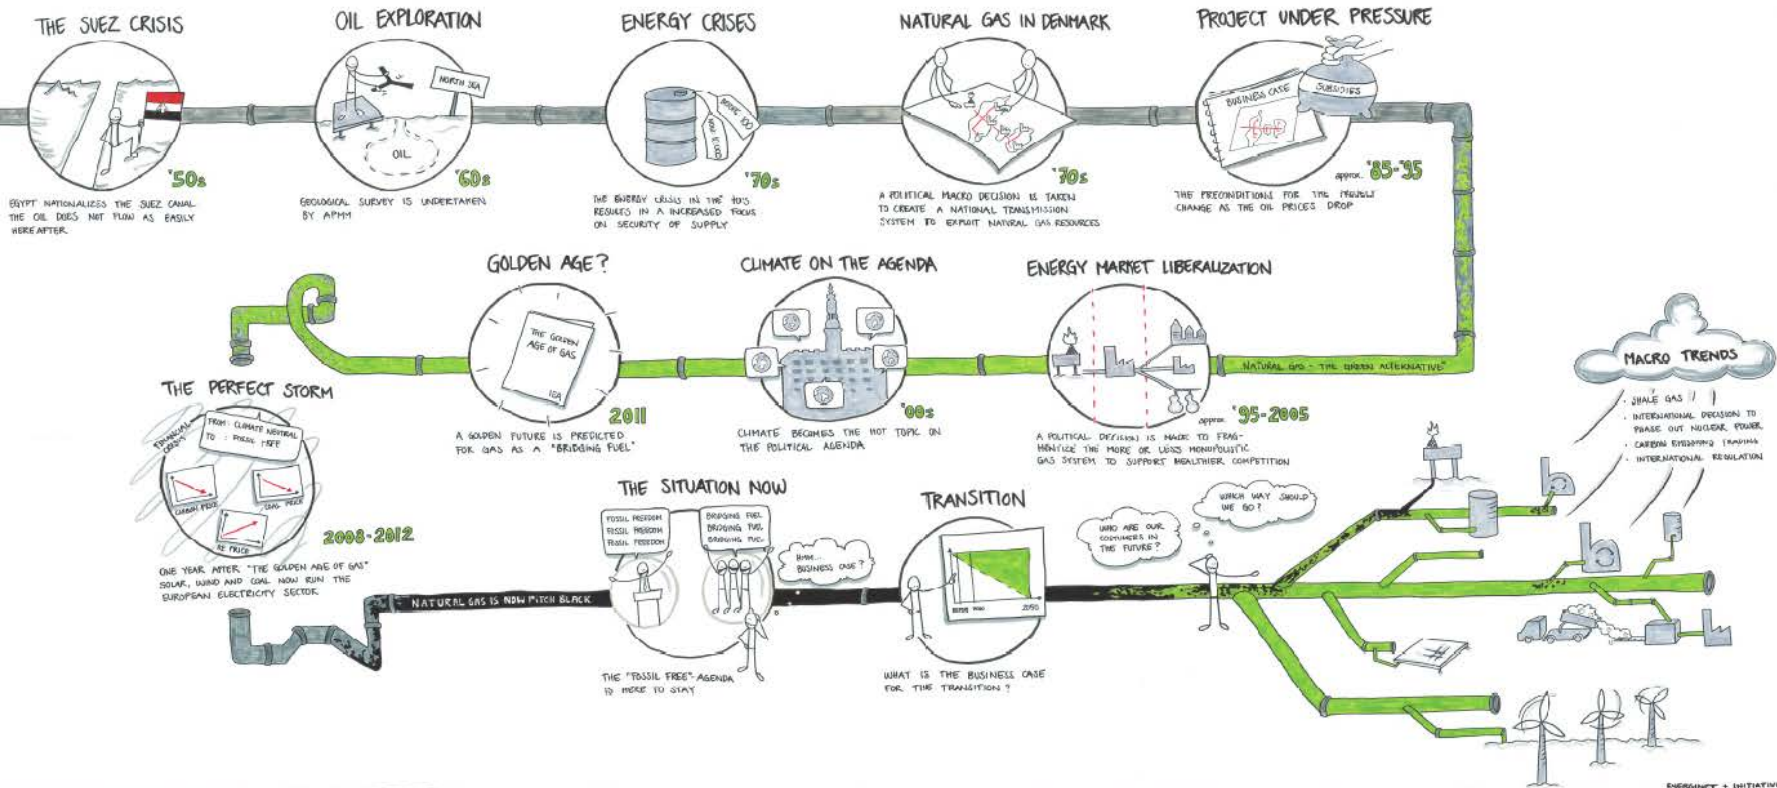 THE SUEZ CRISIS
'50s
EGYPT NATIONALIZES THE SUEZ CANAL
THE OIL DOES NOT FLOW AS EASILY
HEREAFTER
OIL EXPLORATION
NORTH SEA
OIL
'60s
GEOLOGICAL SURVEY IS UNDERTAKEN
BY APMM
ENERGY CRISES
'70s
THE ENERGY CRISIS IN THE
RESULTS IN A INCREASED FOCUS
ON SECURITY OF SUPPLY
NATURAL GAS IN DENMARK
'70s
A POLITICAL MACRO DECISION IS TAKEN
TO CREATE A NATIONAL TRANSMISSION
SYSTEM TO EXPLOIT NATURAL GAS RESOURCES
PROJECT UNDER PRESSURE
BUSINESS CASE
SUBSIDIES
approx. '85-'95
THE PRECONDITIONS FOR THE PROJECT
CHANGE AS THE OIL PRICES DROP
NATURAL GAS - THE GREEN ALTERNATIVE"
ENERGY MARKET LIBERALIZATION
approx. '95-2005
A POLITICAL DECISION IS MADE TO FRAG-
MENTIZE THE MORE OR LESS MONOPOLISTIC
GAS SYSTEM TO SUPPORT HEALTHIER COMPETITION
CLIMATE ON THE AGENDA
'00s
CLIMATE BECOMES THE HOT TOPIC ON
THE POLITICAL AGENDA
GOLDEN AGE?
THE GOLDEN
AGE OF GAS
IEA
2011
A GOLDEN FUTURE IS PREDICTED
FOR GAS AS A "BRIDGING FUEL"
THE PERFECT STORM
FINANCIAL
CRISIS
FROM: CLIMATE NEUTRAL
TO: FOSSIL FREE
CARBON PRICE
COAL PRICE
RE PRICE
2008-2012
ONE YEAR AFTER "THE GOLDEN AGE OF GAS"
SOLAR, WIND AND COAL NOW RUN THE
EUROPEAN ELECTRICITY SECTOR
NATURAL GAS IS NOW PITCH BLACK
THE SITUATION NOW
FOSSIL FREEDOM
FOSSIL FREEDOM
FOSSIL FREEDOM
BRIDGING FUEL
BRIDGING FUEL
BRIDGING FUEL
HMM...
BUSINESS CASE?
THE "FOSSIL FREE"-AGENDA
IS HERE TO STAY
TRANSITION
2050
WHAT IS THE BUSINESS CASE
FOR THE TRANSITION?
WHO ARE OUR
COSTUMERS IN
THE FUTURE?
WHICH WAY SHOULD
WE GO?
MACRO TRENDS
· SHALE GAS
· INTERNATIONAL DECISION TO
PHASE OUT NUCLEAR POWER
· CARBON EMISSIONS TRADING
· INTERNATIONAL REGULATION